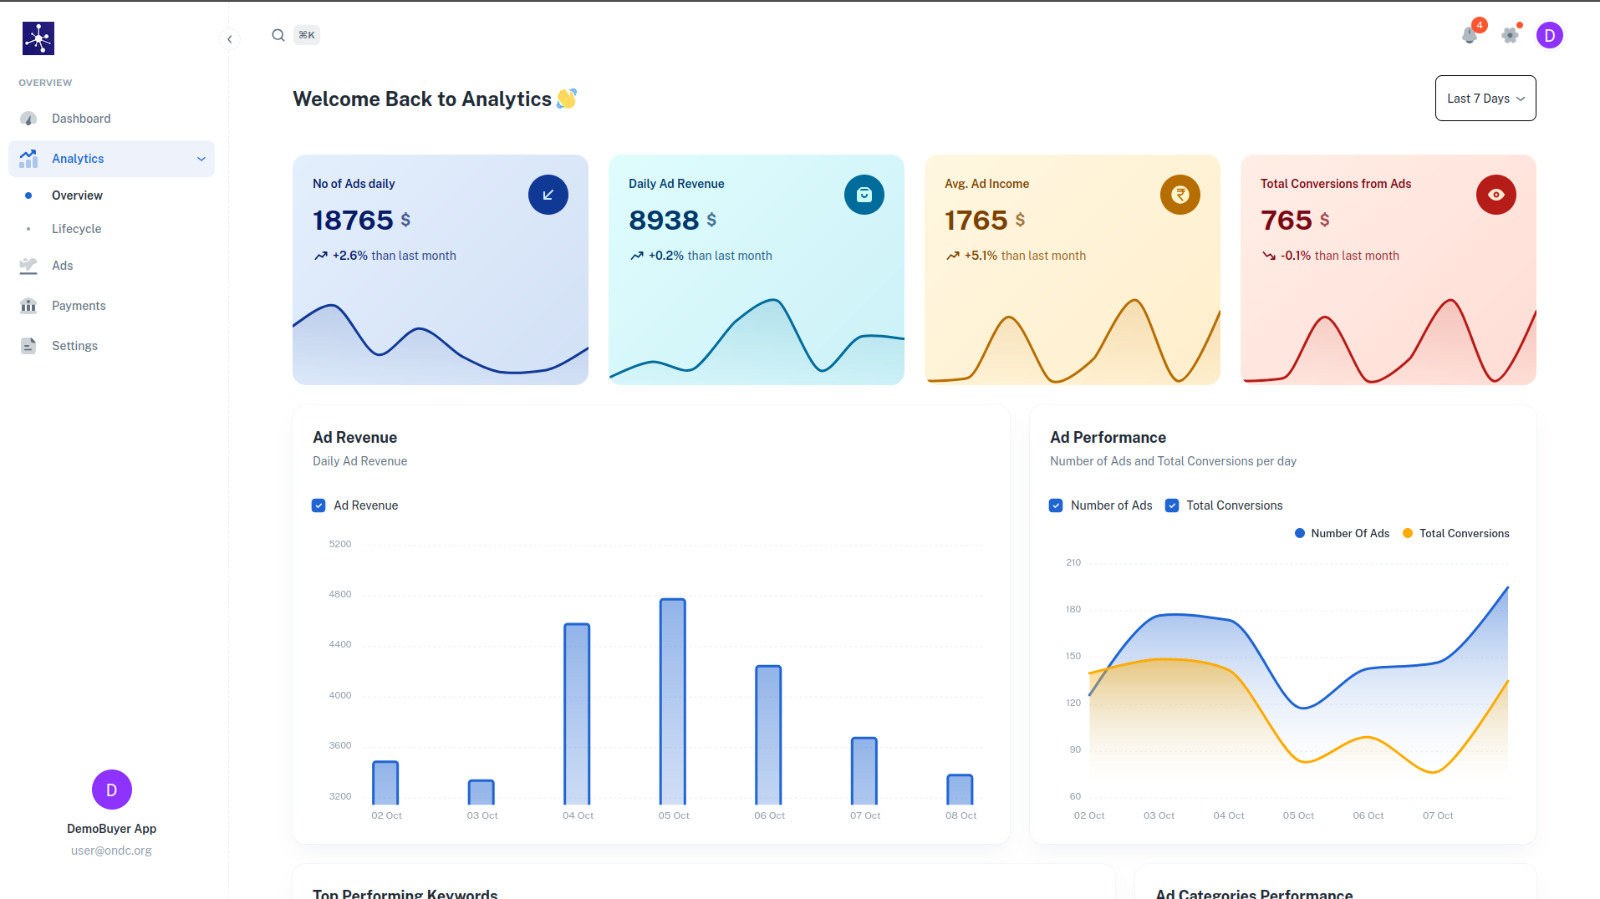 ⌘K
4
D
OVERVIEW
Dashboard
Analytics
Overview
Lifecycle
Ads
Payments
Settings
D
DemoBuyer App
user@ondc.org
Welcome Back to Analytics 👋
Last 7 Days
No of Ads daily
18765 $
+2.6% than last month
Daily Ad Revenue
8938 $
+0.2% than last month
Avg. Ad Income
₹
1765 $
+5.1% than last month
Total Conversions from Ads
765 $
-0.1% than last month
Ad Revenue
Daily Ad Revenue
Ad Revenue
5200
4800
4400
4000
3600
3200
02 Oct 03 Oct 04 Oct 05 Oct 06 Oct 07 Oct 08 Oct
Ad Performance
Number of Ads and Total Conversions per day
Number of Ads Total Conversions
Number Of Ads Total Conversions
210
180
150
120
90
60
02 Oct 03 Oct 04 Oct 05 Oct 06 Oct 07 Oct
Top Performing Keywords
Ad Categories Performance